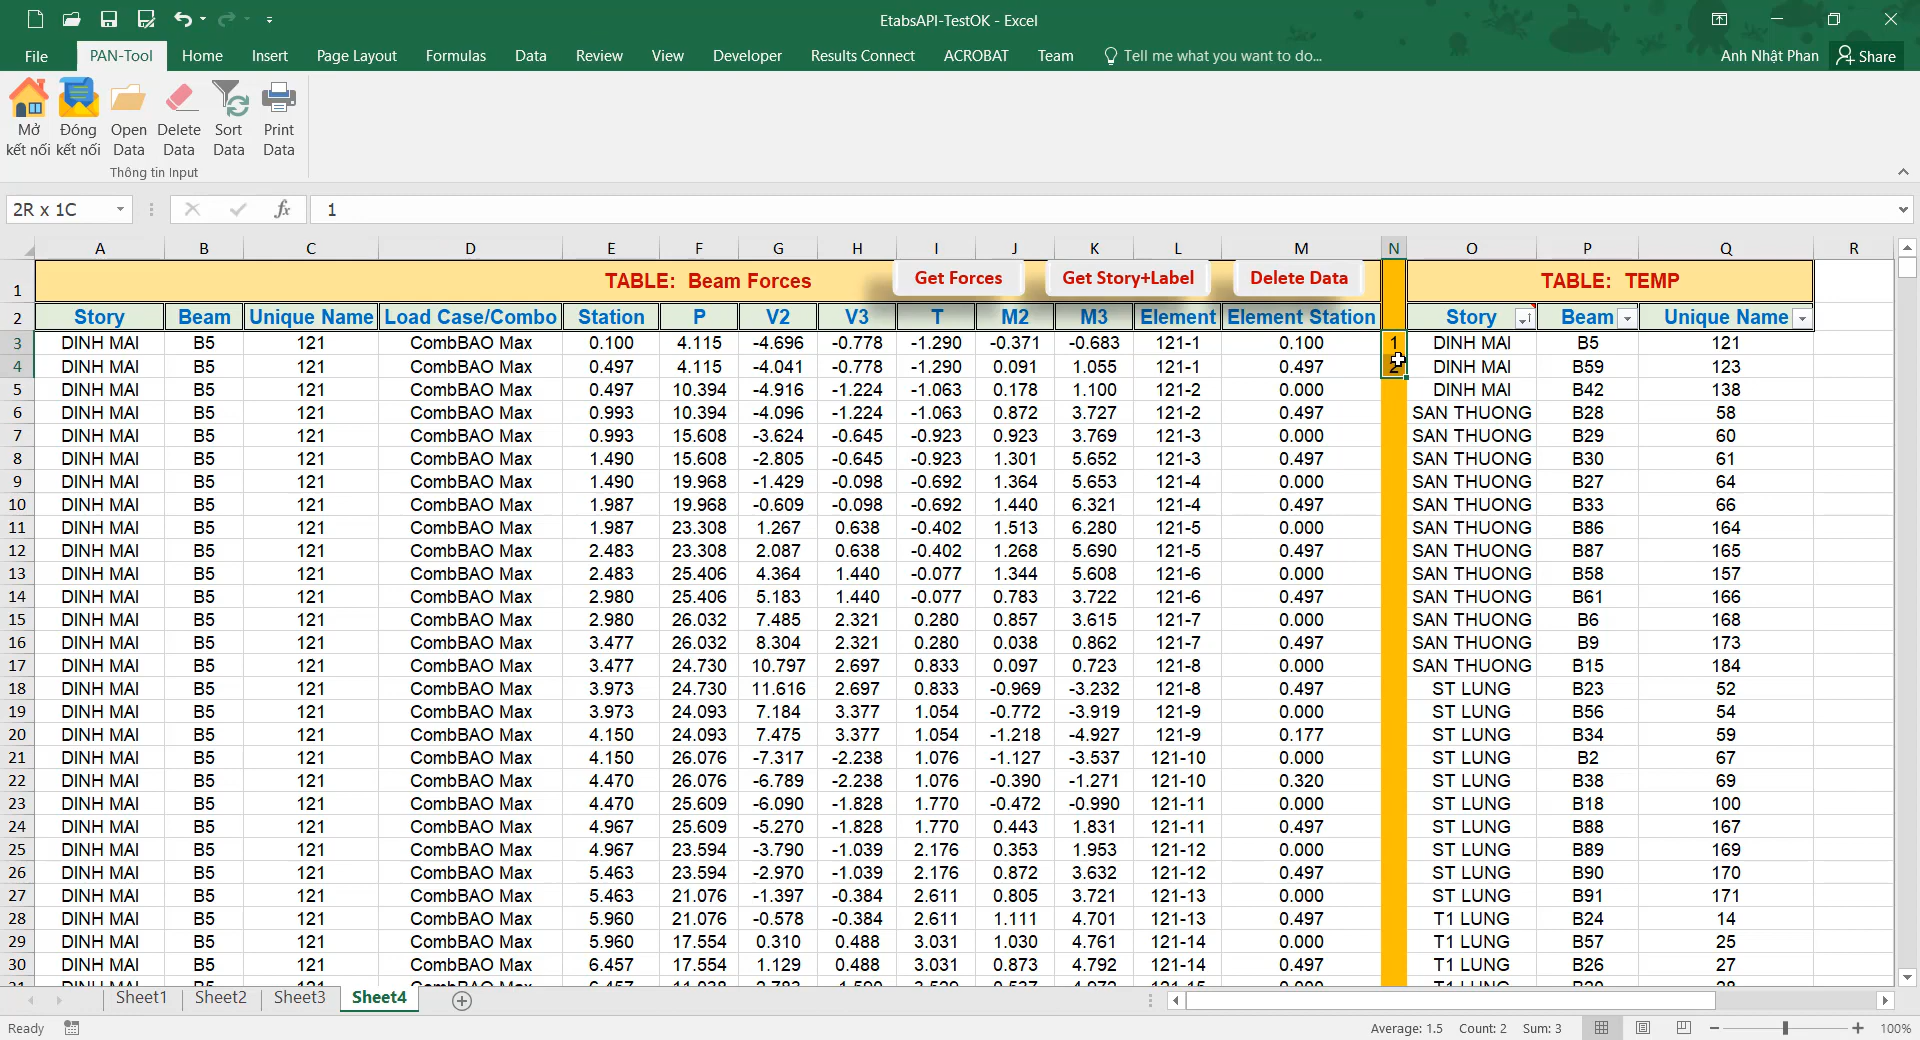 EtabsAPI-TestOK - Excel
File PAN-Tool Home Insert Page Layout Formulas Data Review View Developer Results Connect ACROBAT Team Tell me what you want to do... Anh Nhật Phan Share
Mở kết nối
Đóng kết nối
Open Data
Delete Data
Sort Data
Print Data
Thông tin Input
2R x 1C fx 1
A B C D E F G H I J K L M N O P Q R
1 TABLE: Beam Forces Get Forces Get Story+Label Delete Data TABLE: TEMP
2 Story Beam Unique Name Load Case/Combo Station P V2 V3 T M2 M3 Element Element Station Story Beam Unique Name
3 DINH MAI B5 121 CombBAO Max 0.100 4.115 -4.696 -0.778 -1.290 -0.371 -0.683 121-1 0.100 1 DINH MAI B5 121
4 DINH MAI B5 121 CombBAO Max 0.497 4.115 -4.041 -0.778 -1.290 0.091 1.055 121-1 0.497 2 DINH MAI B59 123
5 DINH MAI B5 121 CombBAO Max 0.497 10.394 -4.916 -1.224 -1.063 0.178 1.100 121-2 0.000 DINH MAI B42 138
6 DINH MAI B5 121 CombBAO Max 0.993 10.394 -4.096 -1.224 -1.063 0.872 3.727 121-2 0.497 SAN THUONG B28 58
7 DINH MAI B5 121 CombBAO Max 0.993 15.608 -3.624 -0.645 -0.923 0.923 3.769 121-3 0.000 SAN THUONG B29 60
8 DINH MAI B5 121 CombBAO Max 1.490 15.608 -2.805 -0.645 -0.923 1.301 5.652 121-3 0.497 SAN THUONG B30 61
9 DINH MAI B5 121 CombBAO Max 1.490 19.968 -1.429 -0.098 -0.692 1.364 5.653 121-4 0.000 SAN THUONG B27 64
10 DINH MAI B5 121 CombBAO Max 1.987 19.968 -0.609 -0.098 -0.692 1.440 6.321 121-4 0.497 SAN THUONG B33 66
11 DINH MAI B5 121 CombBAO Max 1.987 23.308 1.267 0.638 -0.402 1.513 6.280 121-5 0.000 SAN THUONG B86 164
12 DINH MAI B5 121 CombBAO Max 2.483 23.308 2.087 0.638 -0.402 1.268 5.690 121-5 0.497 SAN THUONG B87 165
13 DINH MAI B5 121 CombBAO Max 2.483 25.406 4.364 1.440 -0.077 1.344 5.608 121-6 0.000 SAN THUONG B58 157
14 DINH MAI B5 121 CombBAO Max 2.980 25.406 5.183 1.440 -0.077 0.783 3.722 121-6 0.497 SAN THUONG B61 166
15 DINH MAI B5 121 CombBAO Max 2.980 26.032 7.485 2.321 0.280 0.857 3.615 121-7 0.000 SAN THUONG B6 168
16 DINH MAI B5 121 CombBAO Max 3.477 26.032 8.304 2.321 0.280 0.038 0.862 121-7 0.497 SAN THUONG B9 173
17 DINH MAI B5 121 CombBAO Max 3.477 24.730 10.797 2.697 0.833 0.097 0.723 121-8 0.000 SAN THUONG B15 184
18 DINH MAI B5 121 CombBAO Max 3.973 24.730 11.616 2.697 0.833 -0.969 -3.232 121-8 0.497 ST LUNG B23 52
19 DINH MAI B5 121 CombBAO Max 3.973 24.093 7.184 3.377 1.054 -0.772 -3.919 121-9 0.000 ST LUNG B56 54
20 DINH MAI B5 121 CombBAO Max 4.150 24.093 7.475 3.377 1.054 -1.218 -4.927 121-9 0.177 ST LUNG B34 59
21 DINH MAI B5 121 CombBAO Max 4.150 26.076 -7.317 -2.238 1.076 -1.127 -3.537 121-10 0.000 ST LUNG B2 67
22 DINH MAI B5 121 CombBAO Max 4.470 26.076 -6.789 -2.238 1.076 -0.390 -1.271 121-10 0.320 ST LUNG B38 69
23 DINH MAI B5 121 CombBAO Max 4.470 25.609 -6.090 -1.828 1.770 -0.472 -0.990 121-11 0.000 ST LUNG B18 100
24 DINH MAI B5 121 CombBAO Max 4.967 25.609 -5.270 -1.828 1.770 0.443 1.831 121-11 0.497 ST LUNG B88 167
25 DINH MAI B5 121 CombBAO Max 4.967 23.594 -3.790 -1.039 2.176 0.353 1.953 121-12 0.000 ST LUNG B89 169
26 DINH MAI B5 121 CombBAO Max 5.463 23.594 -2.970 -1.039 2.176 0.872 3.632 121-12 0.497 ST LUNG B90 170
27 DINH MAI B5 121 CombBAO Max 5.463 21.076 -1.397 -0.384 2.611 0.805 3.721 121-13 0.000 ST LUNG B91 171
28 DINH MAI B5 121 CombBAO Max 5.960 21.076 -0.578 -0.384 2.611 1.111 4.701 121-13 0.497 T1 LUNG B24 14
29 DINH MAI B5 121 CombBAO Max 5.960 17.554 0.310 0.488 3.031 1.030 4.761 121-14 0.000 T1 LUNG B57 25
30 DINH MAI B5 121 CombBAO Max 6.457 17.554 1.129 0.488 3.031 0.873 4.792 121-14 0.497 T1 LUNG B26 27
Sheet1 Sheet2 Sheet3 Sheet4
Ready Average: 1.5 Count: 2 Sum: 3 100%